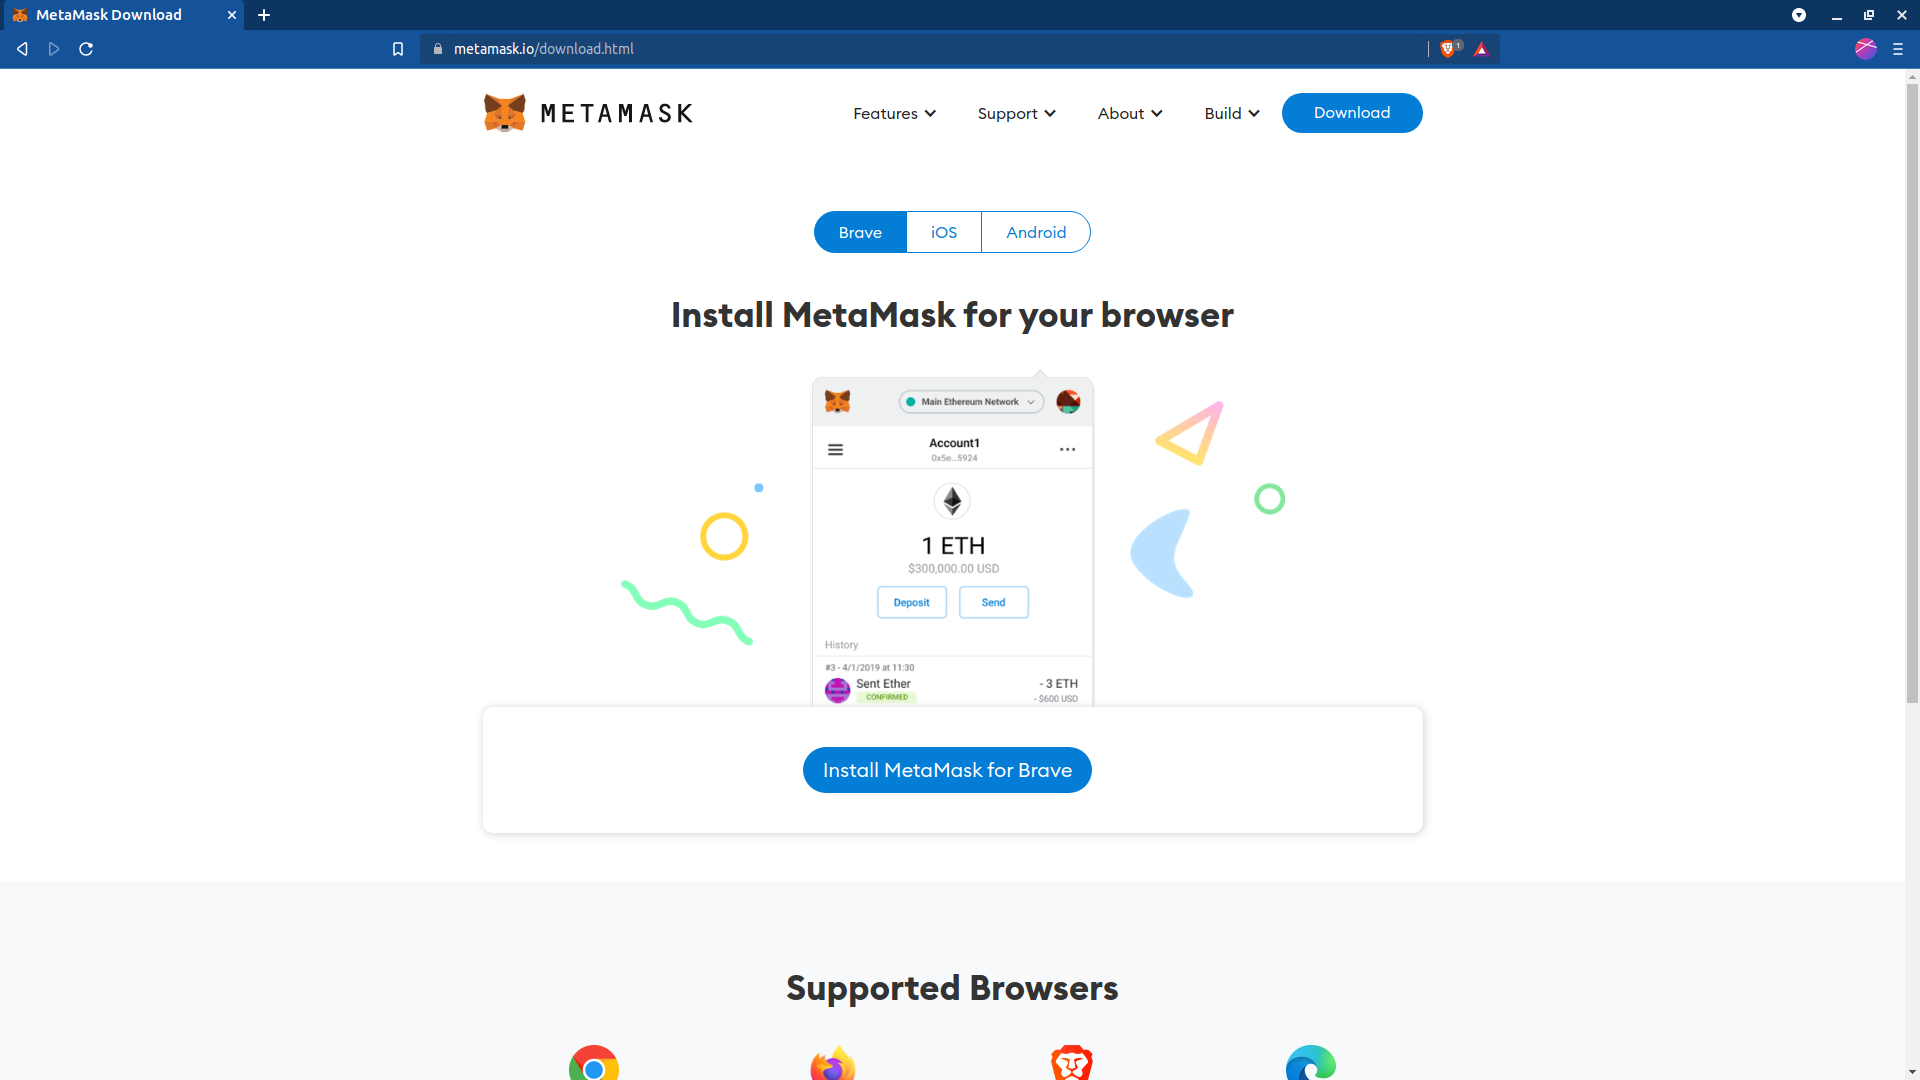 MetaMask Download
metamask.io/download.html
1
METAMASK
Features
Support
About
Build
Download
Brave
iOS
Android
Install MetaMask for your browser
Main Ethereum Network
Account1
0x5e...5924
1 ETH
$300,000.00 USD
Deposit
Send
History
#3 - 4/1/2019 at 11:30
Sent Ether
- 3 ETH
CONFIRMED
- $600 USD
Install MetaMask for Brave
Supported Browsers